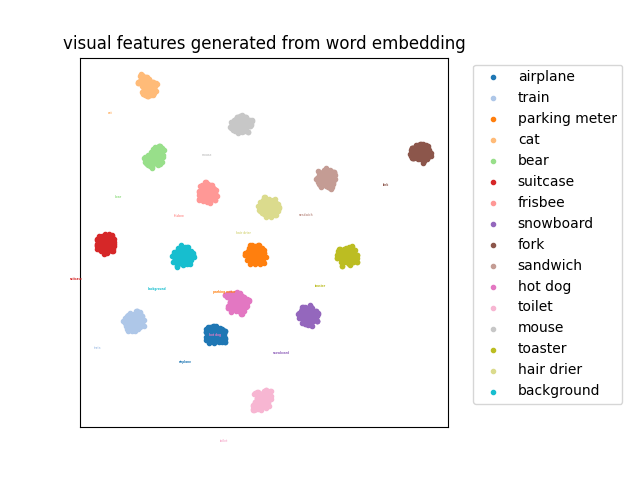 visual features generated from word embedding
airplane
train
parking meter
cat
bear
suitcase
frisbee
snowboard
fork
sandwich
hot dog
toilet
mouse
toaster
hair drier
background
cat
mouse
fork
bear
frisbee
sandwich
hair drier
suitcase
background
parking
toaster
hot dog
train
snowboard
airplane
toilet